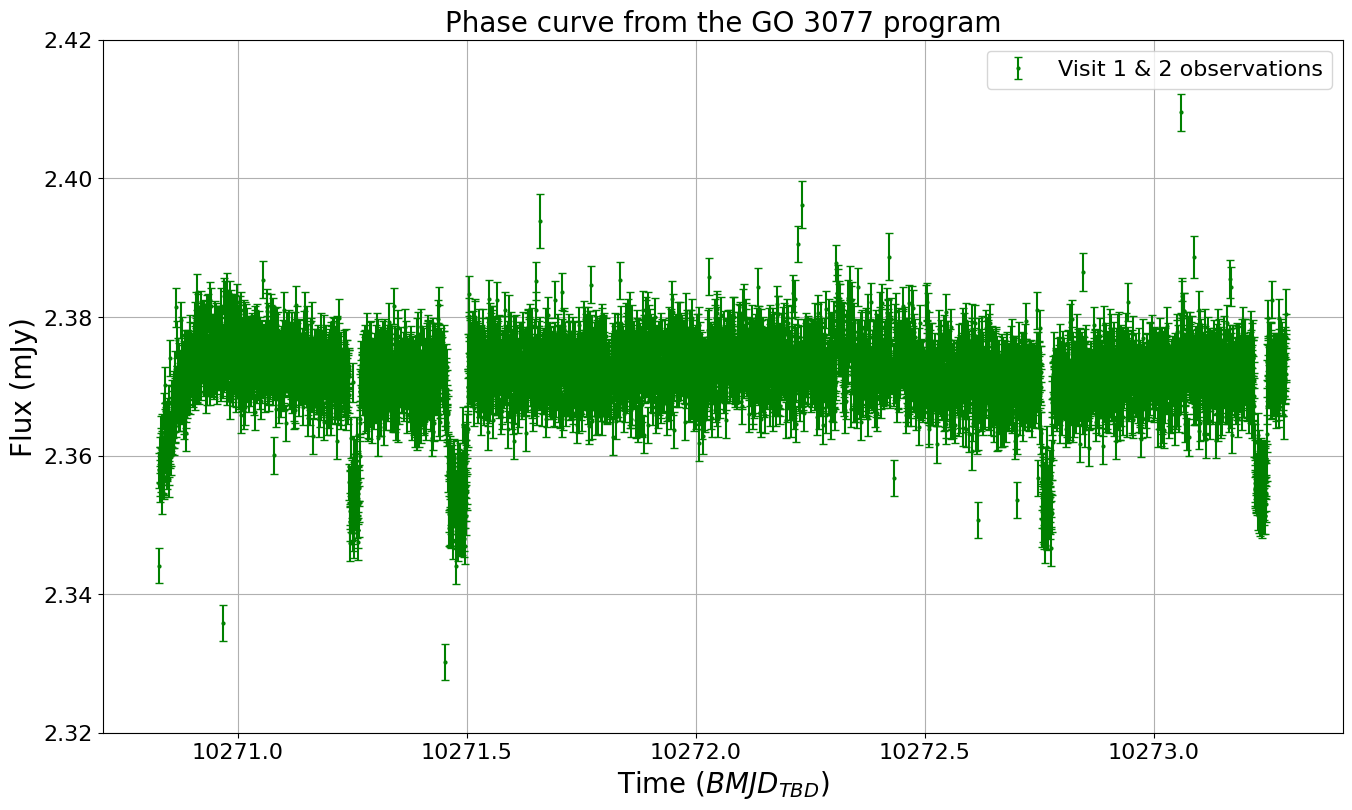 Phase curve from the GO 3077 program
Visit 1 & 2 observations
Flux (mJy)
2.42
2.40
2.38
2.36
2.34
2.32
10271.0 10271.5 10272.0 10272.5 10273.0
Time (BMJD_TBD)